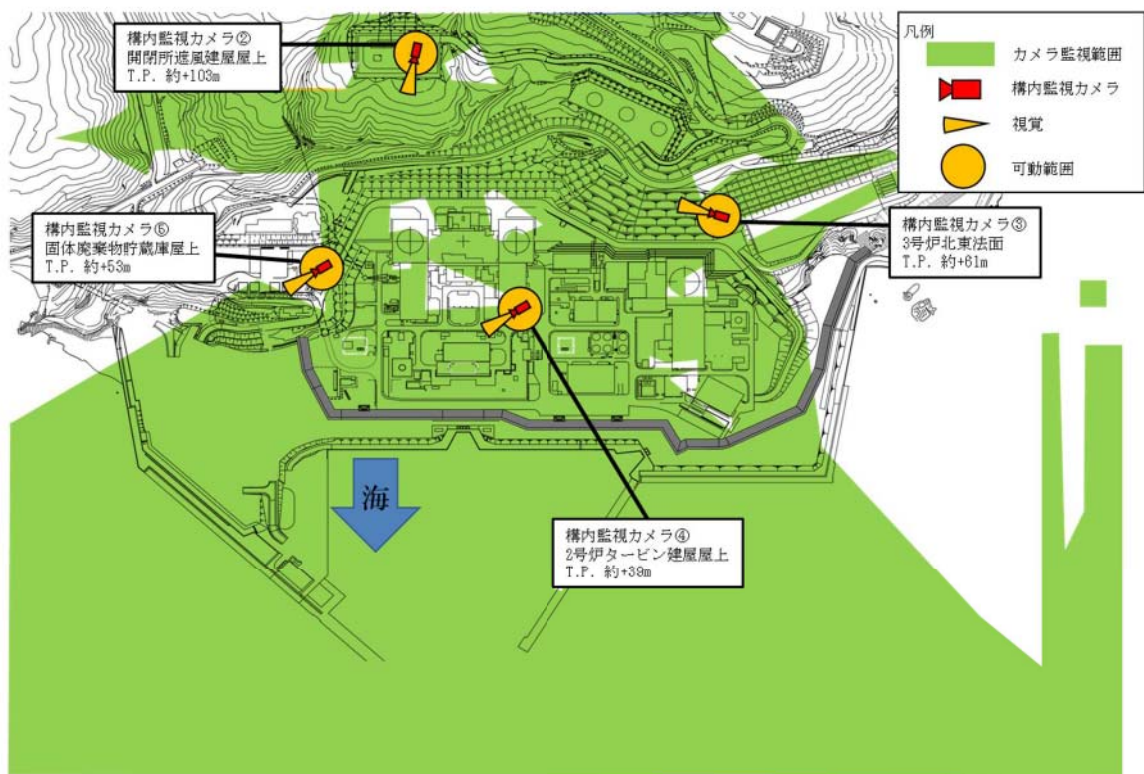 構内監視カメラ②
開閉所遮風建屋屋上
T.P. 約+103m
凡例
カメラ監視範囲
構内監視カメラ
視覚
可動範囲
構内監視カメラ⑤
固体廃棄物貯蔵庫屋上
T.P. 約+53m
構内監視カメラ③
3号炉北東法面
T.P. 約+61m
海
構内監視カメラ④
2号炉タービン建屋屋上
T.P. 約+39m